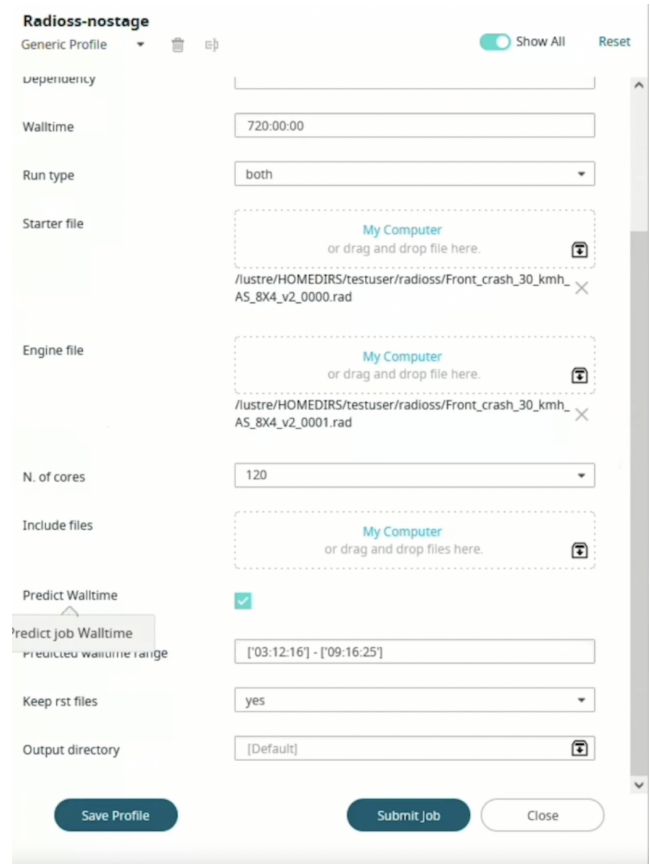 Radioss-nostage
Generic Profile
Show All
Reset
Dependency
Walltime
720:00:00
Run type
both
Starter file
My Computer
or drag and drop file here.
/lustre/HOMEDIRS/testuser/radioss/Front_crash_30_kmh_
AS_8X4_v2_0000.rad
Engine file
My Computer
or drag and drop file here.
/lustre/HOMEDIRS/testuser/radioss/Front_crash_30_kmh_
AS_8X4_v2_0001.rad
N. of cores
120
Include files
My Computer
or drag and drop files here.
Predict Walltime
Predict job Walltime
Predicted walltime range
['03:12:16'] - ['09:16:25']
Keep rst files
yes
Output directory
[Default]
Save Profile
Submit Job
Close